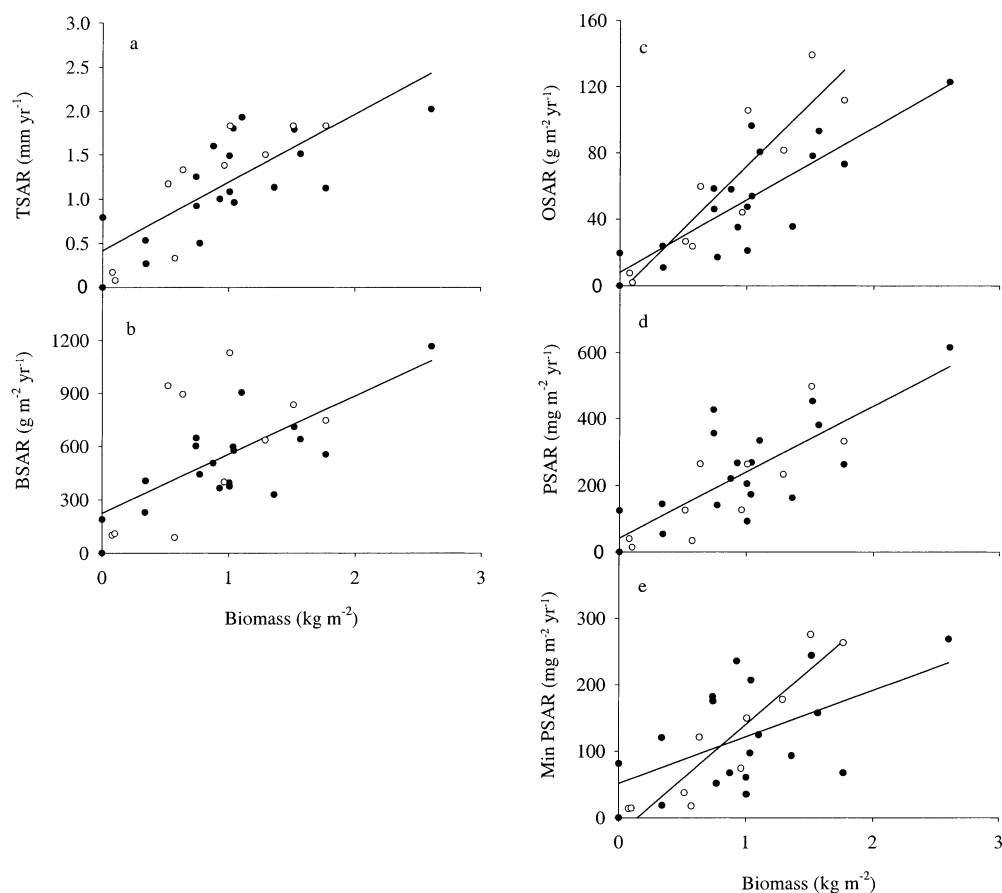 a
TSAR (mm yr⁻¹)
3.0
2.5
2.0
1.5
1.0
0.5
0
b
BSAR (g m⁻² yr⁻¹)
1200
900
600
300
0
0 1 2 3
Biomass (kg m⁻²)
c
OSAR (g m⁻² yr⁻¹)
160
120
80
40
0
d
PSAR (mg m⁻² yr⁻¹)
600
400
200
0
e
Min PSAR (mg m⁻² yr⁻¹)
300
200
100
0
0 1 2 3
Biomass (kg m⁻²)